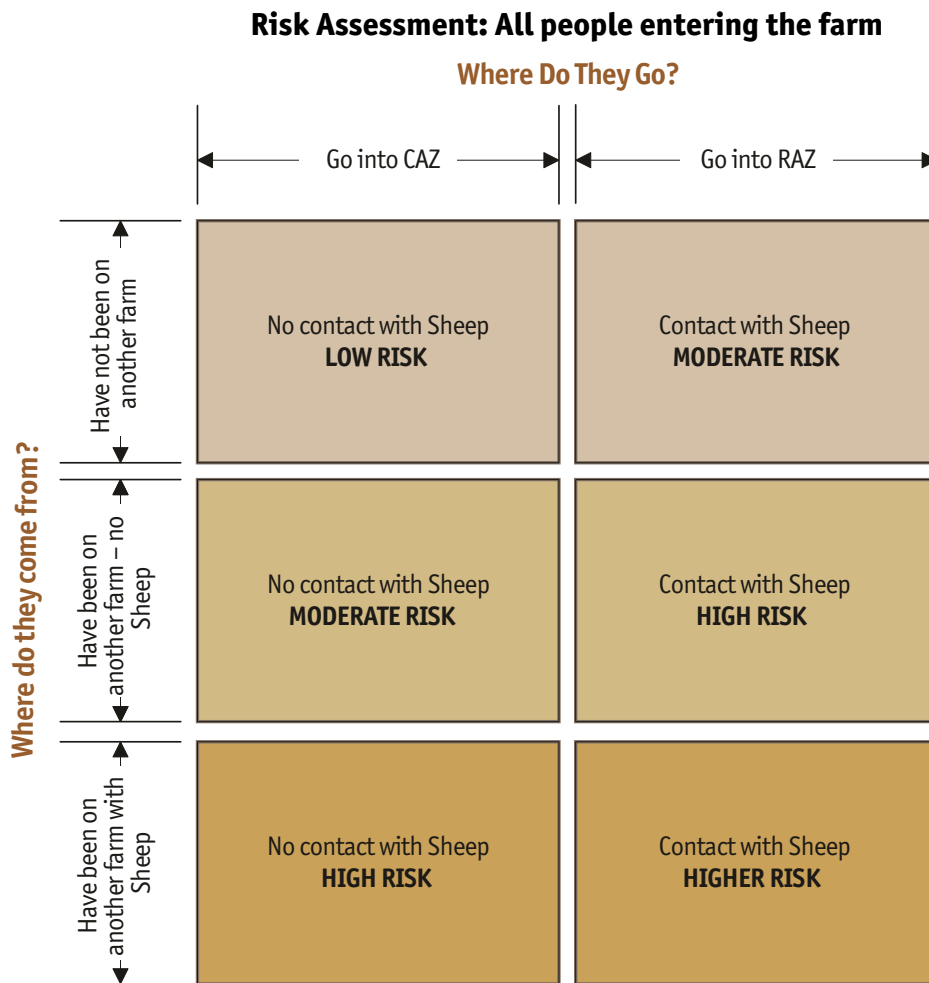 Risk Assessment: All people entering the farm
Where Do They Go?
Go into CAZ
Go into RAZ
Where do they come from?
Have not been on
another farm
No contact with Sheep
LOW RISK
Contact with Sheep
MODERATE RISK
Have been on
another farm – no
Sheep
No contact with Sheep
MODERATE RISK
Contact with Sheep
HIGH RISK
Have been on
another farm with
Sheep
No contact with Sheep
HIGH RISK
Contact with Sheep
HIGHER RISK